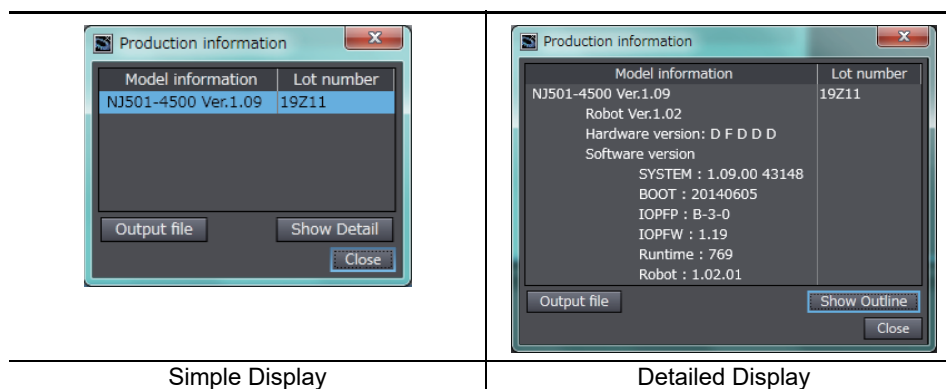 Production information
Model information Lot number
NJ501-4500 Ver.1.09 19Z11
Output file Show Detail
Close
Simple Display
Production information
Model information Lot number
NJ501-4500 Ver.1.09 19Z11
Robot Ver.1.02
Hardware version: D F D D D
Software version
SYSTEM : 1.09.00 43148
BOOT : 20140605
IOPFP : B-3-0
IOPFW : 1.19
Runtime : 769
Robot : 1.02.01
Output file Show Outline
Close
Detailed Display